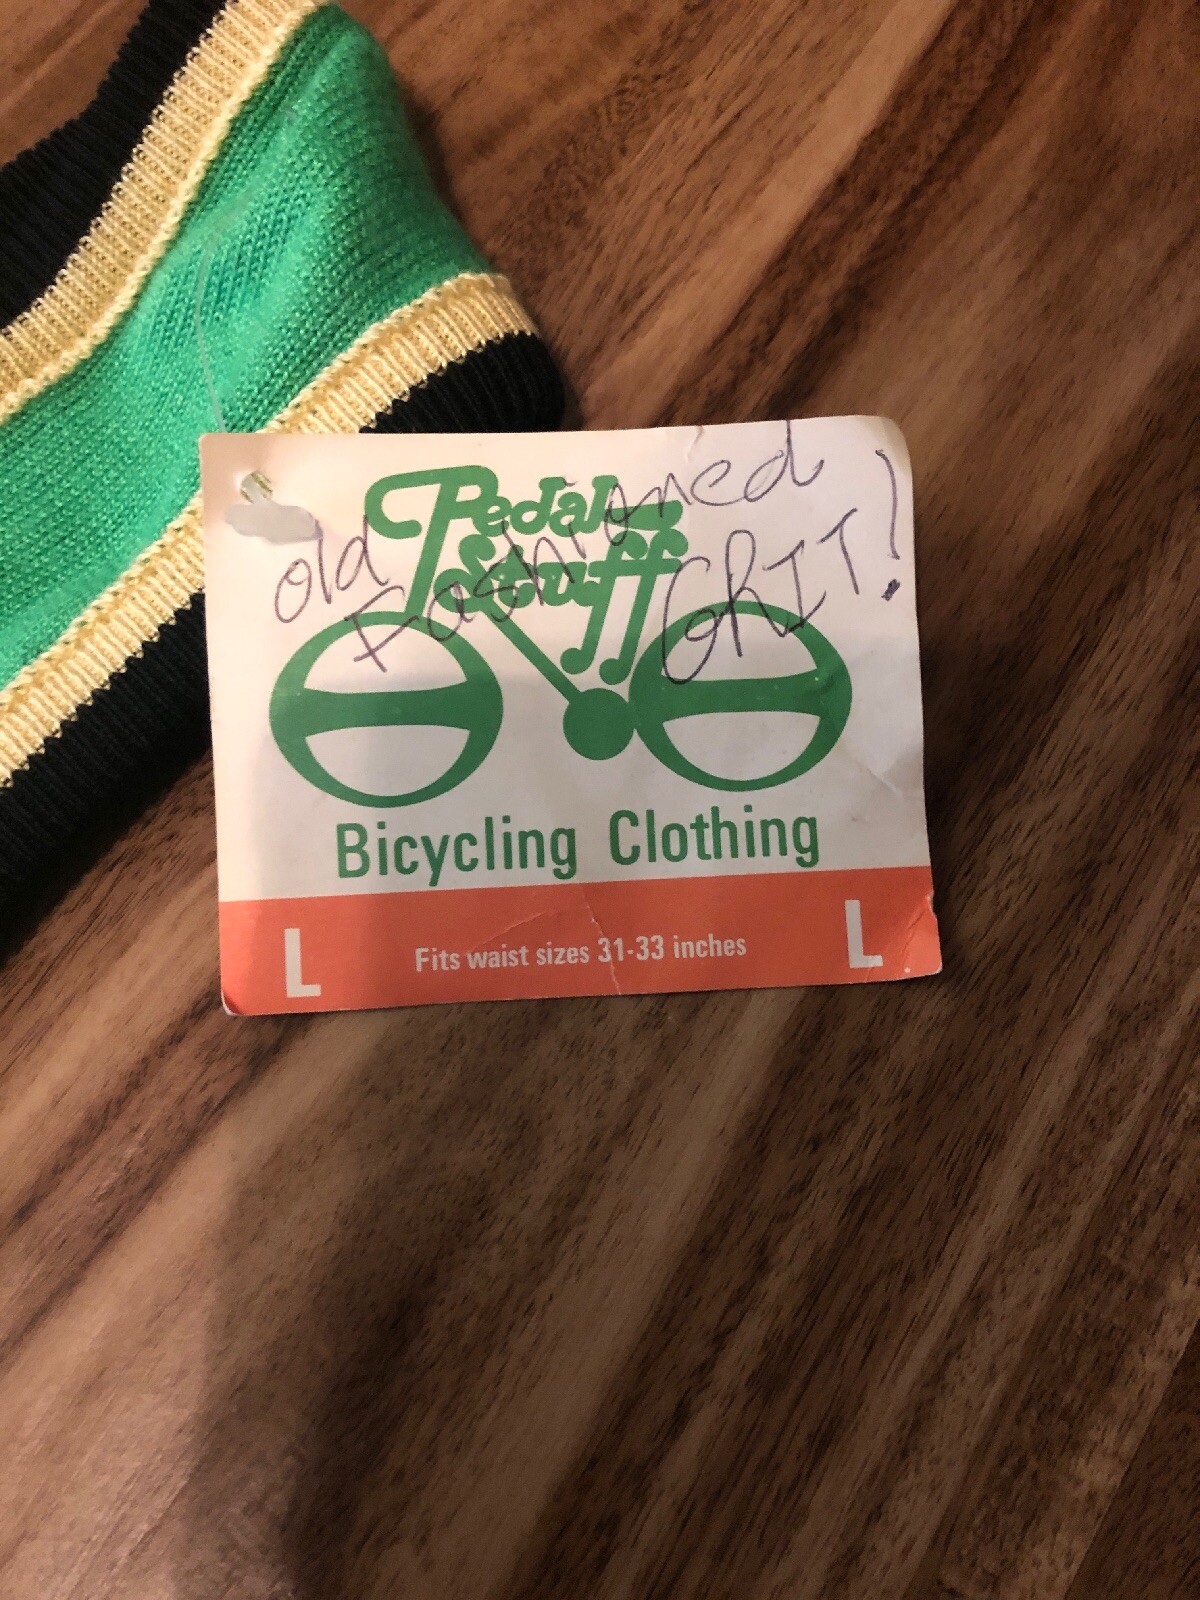 Pedal
Stuff
old Fashioned
GRIT!
Bicycling Clothing
L Fits waist sizes 31-33 inches L